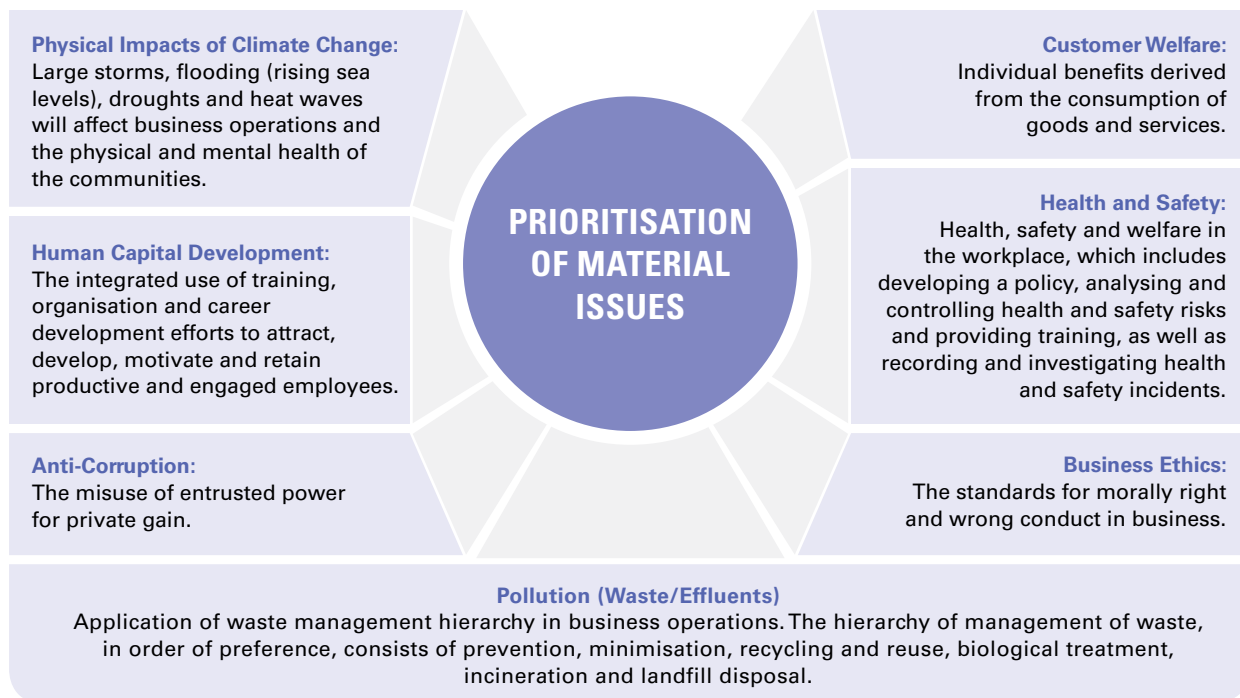 Physical Impacts of Climate Change:
Large storms, flooding (rising sea
levels), droughts and heat waves
will affect business operations and
the physical and mental health of
the communities.
Human Capital Development:
The integrated use of training,
organisation and career
development efforts to attract,
develop, motivate and retain
productive and engaged employees.
Anti-Corruption:
The misuse of entrusted power
for private gain.
PRIORITISATION
OF MATERIAL
ISSUES
Customer Welfare:
Individual benefits derived
from the consumption of
goods and services.
Health and Safety:
Health, safety and welfare in
the workplace, which includes
developing a policy, analysing and
controlling health and safety risks
and providing training, as well as
recording and investigating health
and safety incidents.
Business Ethics:
The standards for morally right
and wrong conduct in business.
Pollution (Waste/Effluents)
Application of waste management hierarchy in business operations. The hierarchy of management of waste,
in order of preference, consists of prevention, minimisation, recycling and reuse, biological treatment,
incineration and landfill disposal.